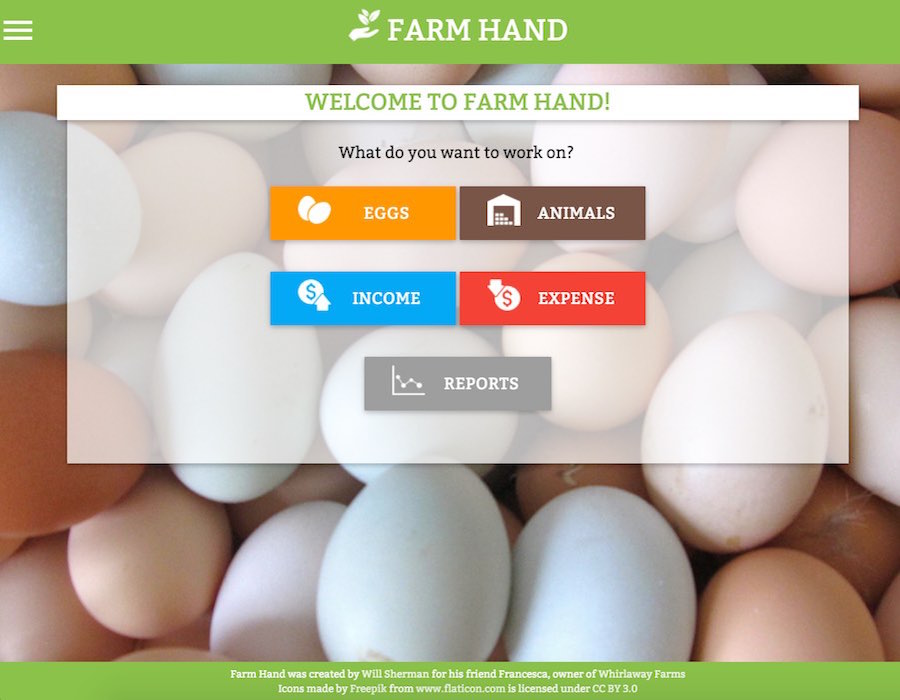 FARM HAND
WELCOME TO FARM HAND!
What do you want to work on?
EGGS
ANIMALS
$ INCOME
$ EXPENSE
REPORTS
Farm Hand was created by Will Sherman for his friend Francesca, owner of Whirlaway Farms
Icons made by Freepik from www.flaticon.com is licensed under CC BY 3.0